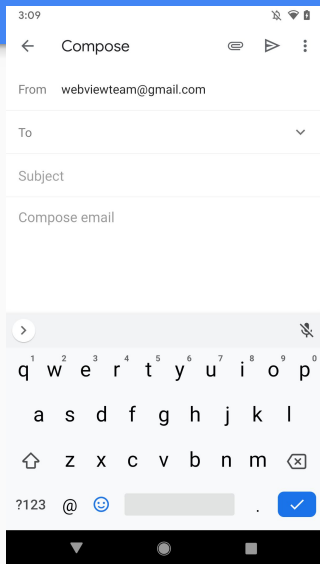 3:09
Compose
From webviewteam@gmail.com
To
Subject
Compose email
1 2 3 4 5 6 7 8 9 0
q w e r t y u i o p
a s d f g h j k l
z x c v b n m
?123 @ .